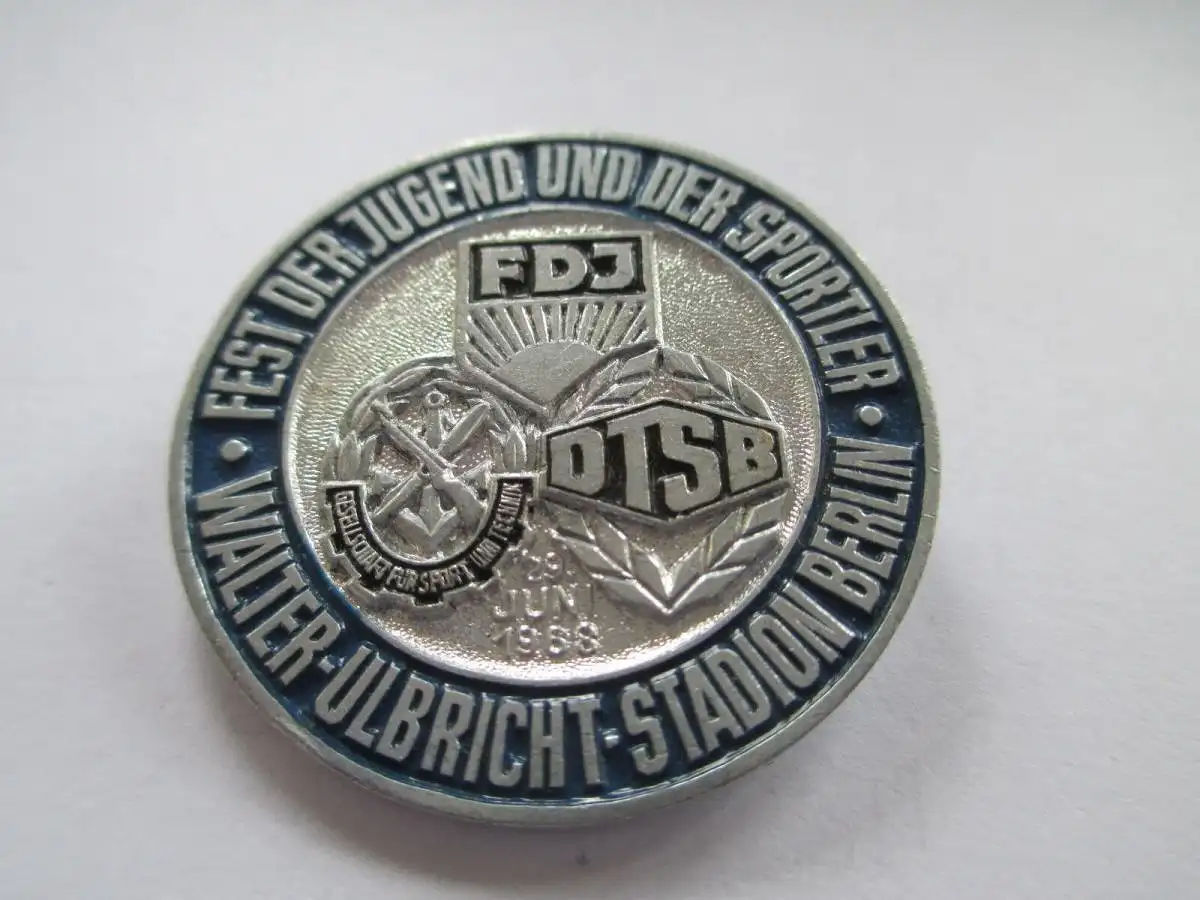 FEST DER JUGEND UND DER SPORTLER
FDJ
DTSB
GESELLSCHAFT FÜR SPORT UND TECHNIK
29.
JUNI
1968
WALTER-ULBRICHT-STADION BERLIN